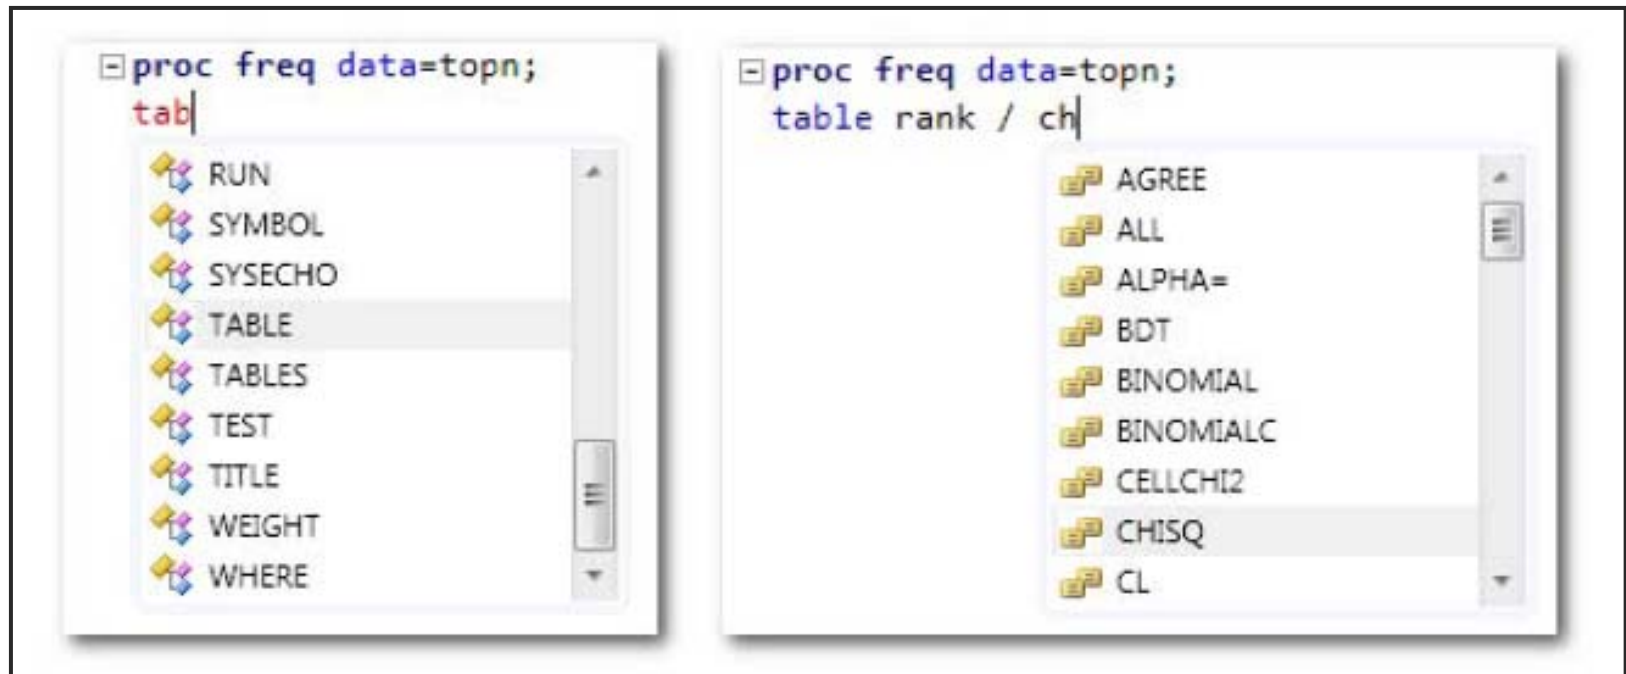 proc freq data=topn;
tab
RUN
SYMBOL
SYSECHO
TABLE
TABLES
TEST
TITLE
WEIGHT
WHERE
proc freq data=topn;
table rank / ch
AGREE
ALL
ALPHA=
BDT
BINOMIAL
BINOMIALC
CELLCHI2
CHISQ
CL